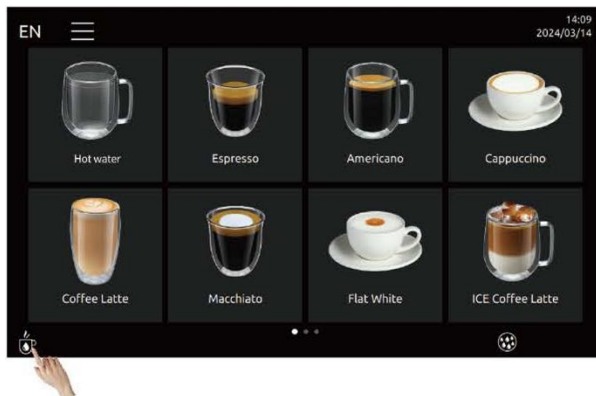 EN
14:09
2024/03/14
Hot water
Espresso
Americano
Cappuccino
Coffee Latte
Macchiato
Flat White
ICE Coffee Latte